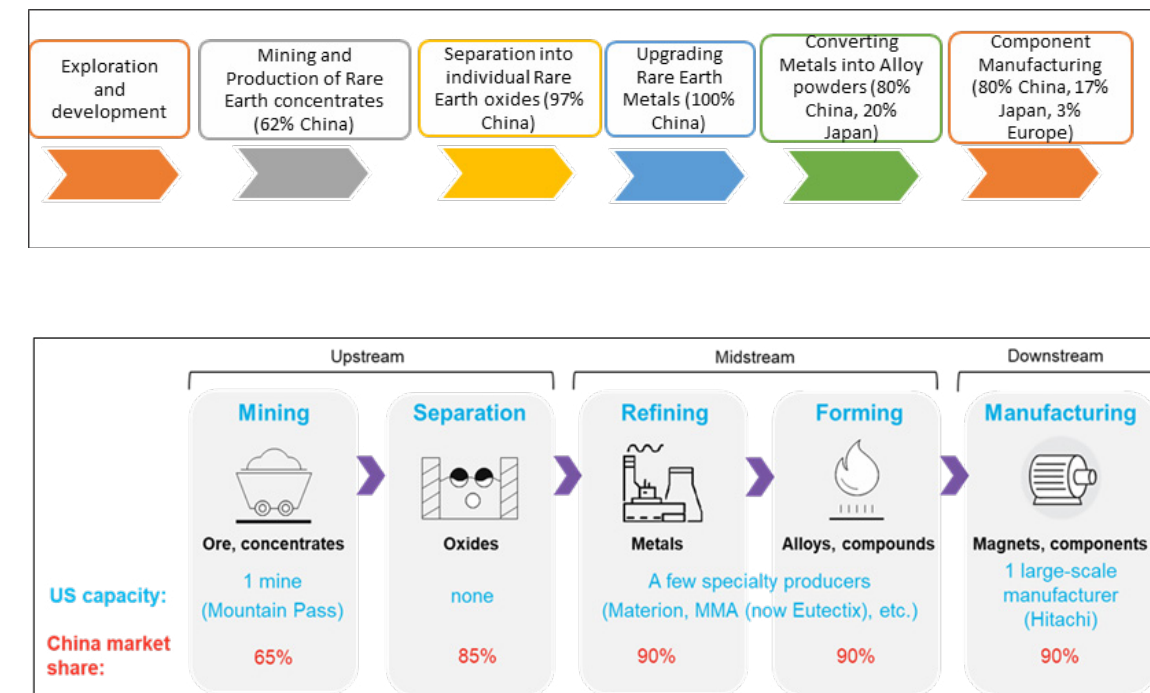 Exploration
and
development
Mining and
Production of Rare
Earth concentrates
(62% China)
Separation into
individual Rare
Earth oxides (97%
China)
Upgrading
Rare Earth
Metals (100%
China)
Converting
Metals into Alloy
powders (80%
China, 20%
Japan)
Component
Manufacturing
(80% China, 17%
Japan, 3%
Europe)
Upstream
Midstream
Downstream
Mining
Separation
Refining
Forming
Manufacturing
Ore, concentrates
Oxides
Metals
Alloys, compounds
Magnets, components
US capacity:
1 mine
(Mountain Pass)
none
A few specialty producers
(Materion, MMA (now Eutectix), etc.)
1 large-scale
manufacturer
(Hitachi)
China market
share:
65%
85%
90%
90%
90%